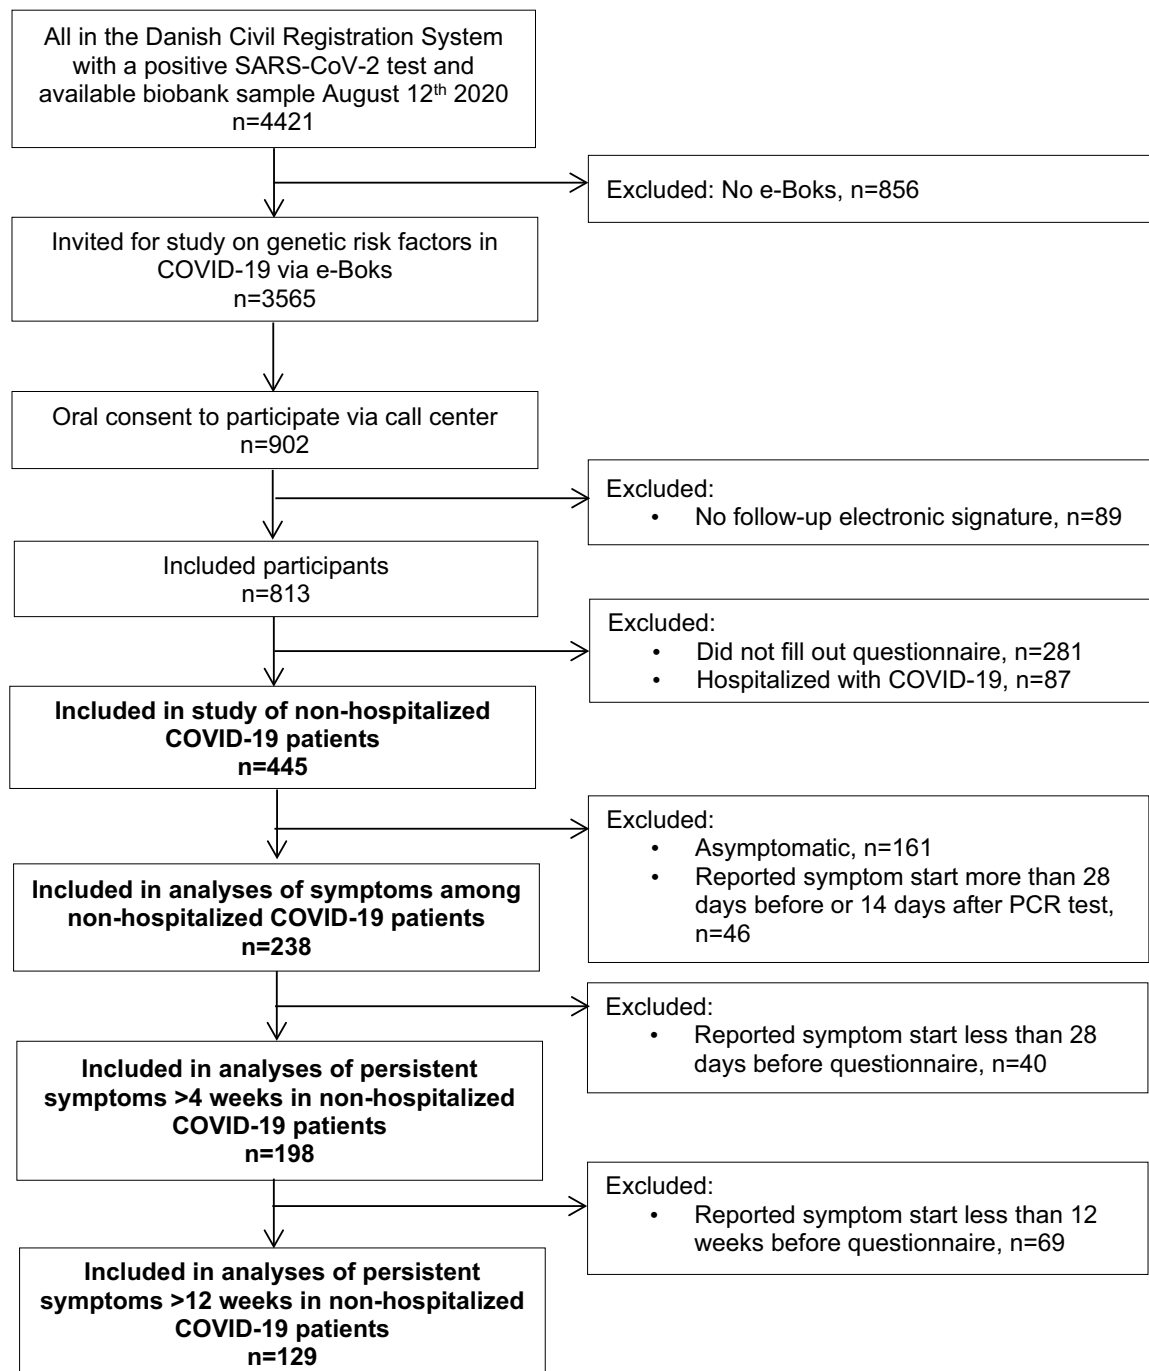 All in the Danish Civil Registration System
with a positive SARS-CoV-2 test and
available biobank sample August 12th 2020
n=4421
Excluded: No e-Boks, n=856
Invited for study on genetic risk factors in
COVID-19 via e-Boks
n=3565
Oral consent to participate via call center
n=902
Excluded:
• No follow-up electronic signature, n=89
Included participants
n=813
Excluded:
• Did not fill out questionnaire, n=281
• Hospitalized with COVID-19, n=87
Included in study of non-hospitalized
COVID-19 patients
n=445
Excluded:
• Asymptomatic, n=161
• Reported symptom start more than 28
days before or 14 days after PCR test,
n=46
Included in analyses of symptoms among
non-hospitalized COVID-19 patients
n=238
Excluded:
• Reported symptom start less than 28
days before questionnaire, n=40
Included in analyses of persistent
symptoms >4 weeks in non-hospitalized
COVID-19 patients
n=198
Excluded:
• Reported symptom start less than 12
weeks before questionnaire, n=69
Included in analyses of persistent
symptoms >12 weeks in non-hospitalized
COVID-19 patients
n=129